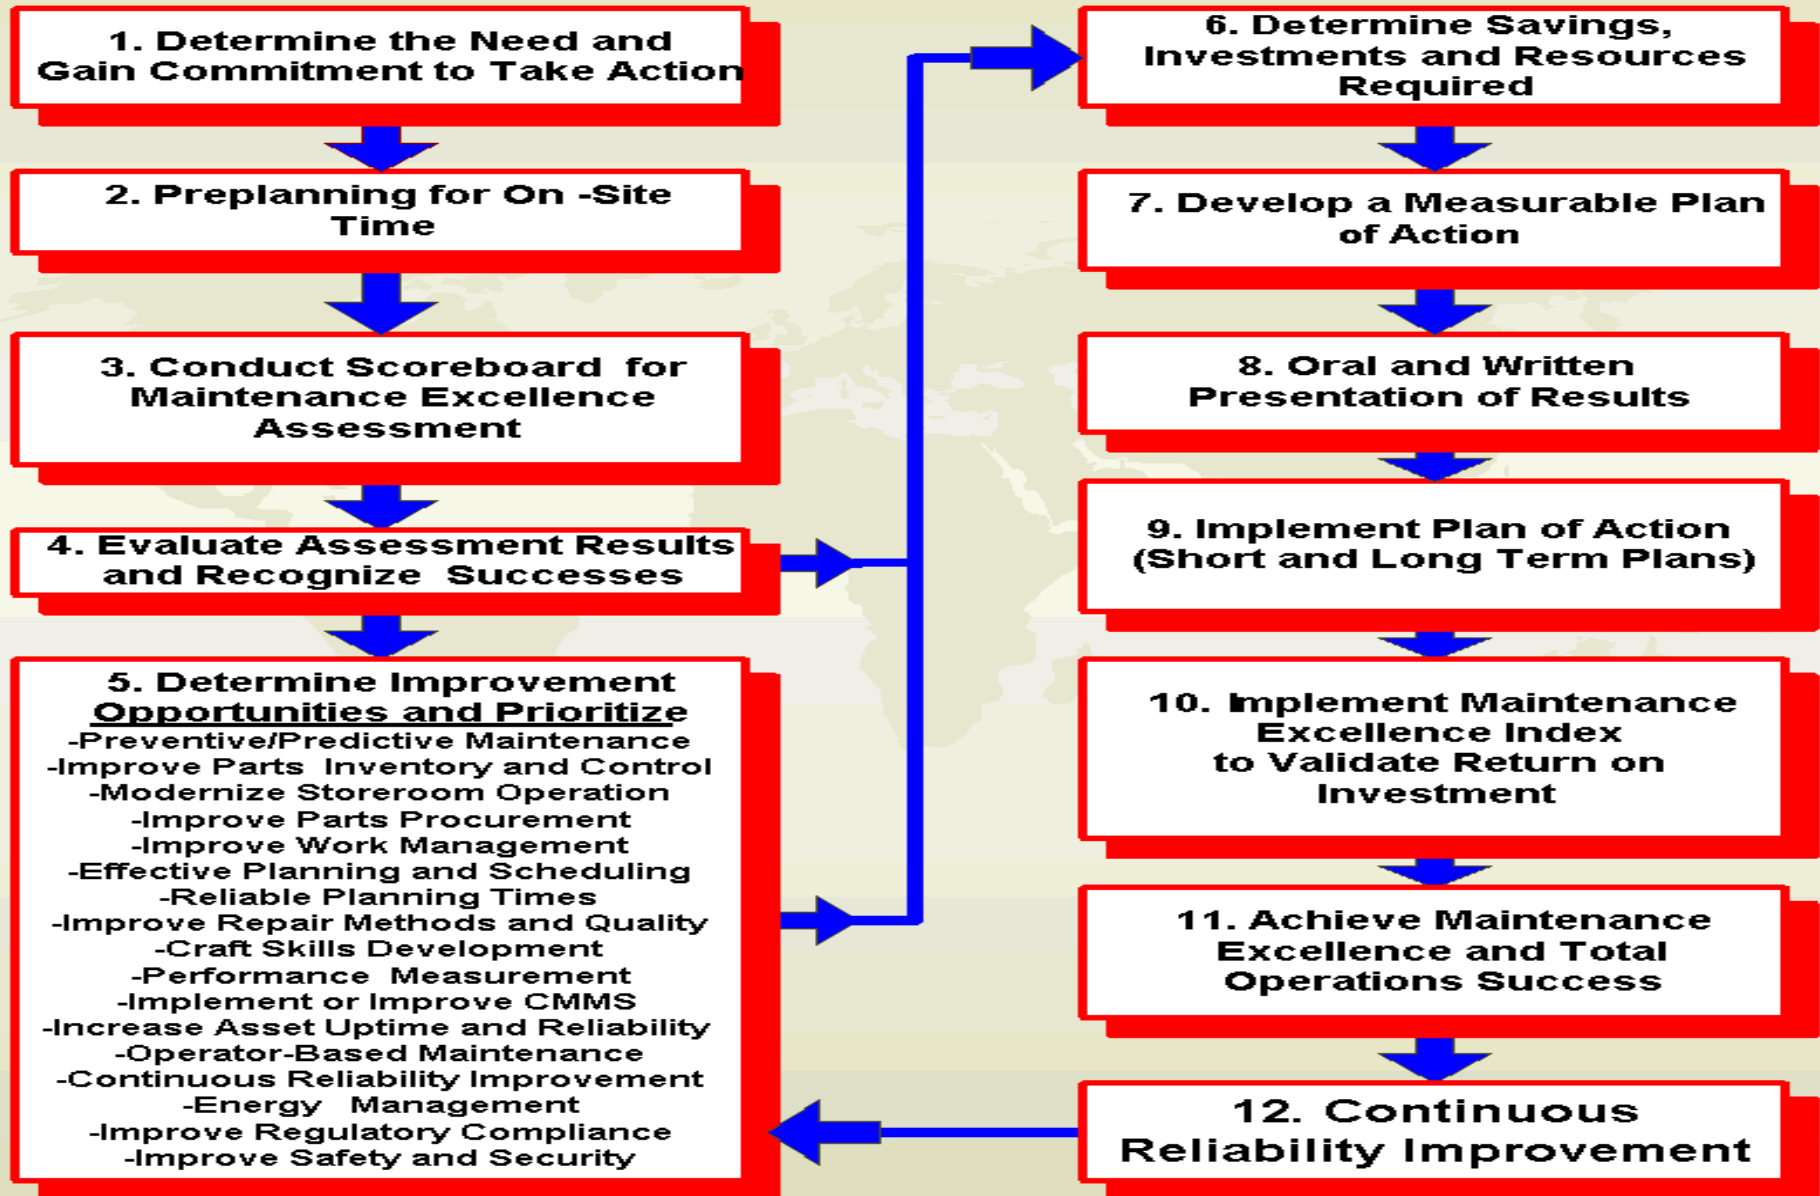 1. Determine the Need and
Gain Commitment to Take Action
2. Preplanning for On -Site
Time
3. Conduct Scoreboard for
Maintenance Excellence
Assessment
4. Evaluate Assessment Results
and Recognize Successes
5. Determine Improvement
Opportunities and Prioritize
-Preventive/Predictive Maintenance
-Improve Parts Inventory and Control
-Modernize Storeroom Operation
-Improve Parts Procurement
-Improve Work Management
-Effective Planning and Scheduling
-Reliable Planning Times
-Improve Repair Methods and Quality
-Craft Skills Development
-Performance Measurement
-Implement or Improve CMMS
-Increase Asset Uptime and Reliability
-Operator-Based Maintenance
-Continuous Reliability Improvement
-Energy Management
-Improve Regulatory Compliance
-Improve Safety and Security
6. Determine Savings,
Investments and Resources
Required
7. Develop a Measurable Plan
of Action
8. Oral and Written
Presentation of Results
9. Implement Plan of Action
(Short and Long Term Plans)
10. Implement Maintenance
Excellence Index
to Validate Return on
Investment
11. Achieve Maintenance
Excellence and Total
Operations Success
12. Continuous
Reliability Improvement